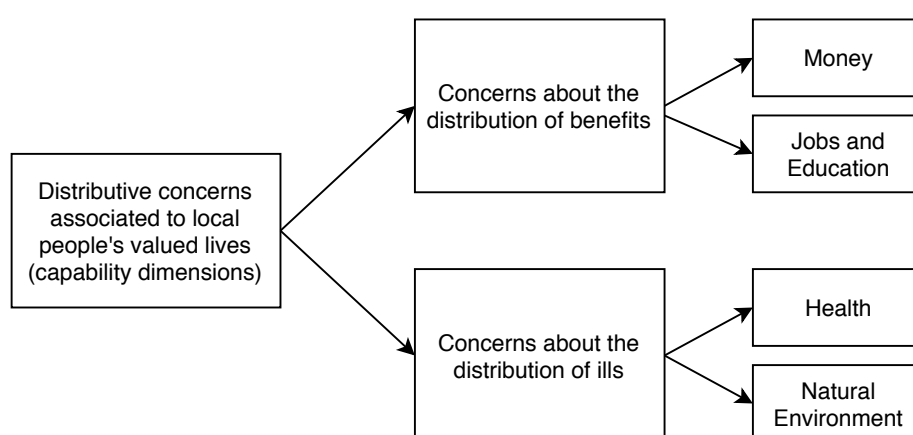 Distributive concerns
associated to local
people's valued lives
(capability dimensions)
Concerns about the
distribution of benefits
Money
Jobs and
Education
Concerns about the
distribution of ills
Health
Natural
Environment